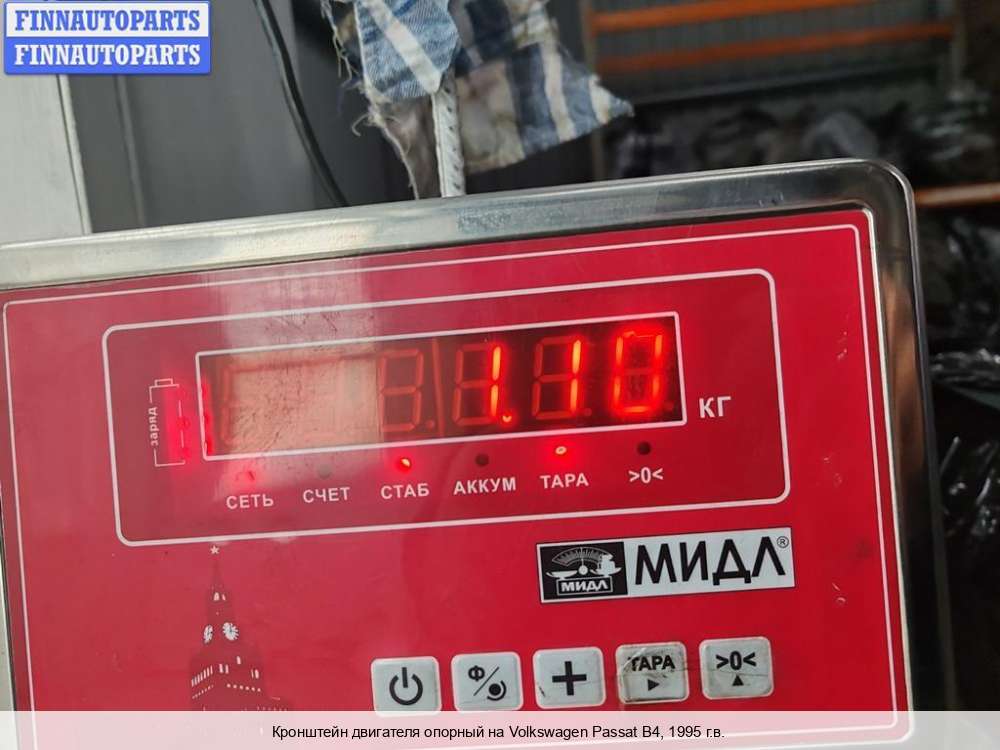 FINNAUTOPARTS
FINNAUTOPARTS
1.10
КГ
заряд
СЕТЬ СЧЕТ СТАБ АККУМ ТАРА >0<
МИДЛ МИДЛ®
Ф
ТАРА >0<
Кронштейн двигателя опорный на Volkswagen Passat B4, 1995 г.в.